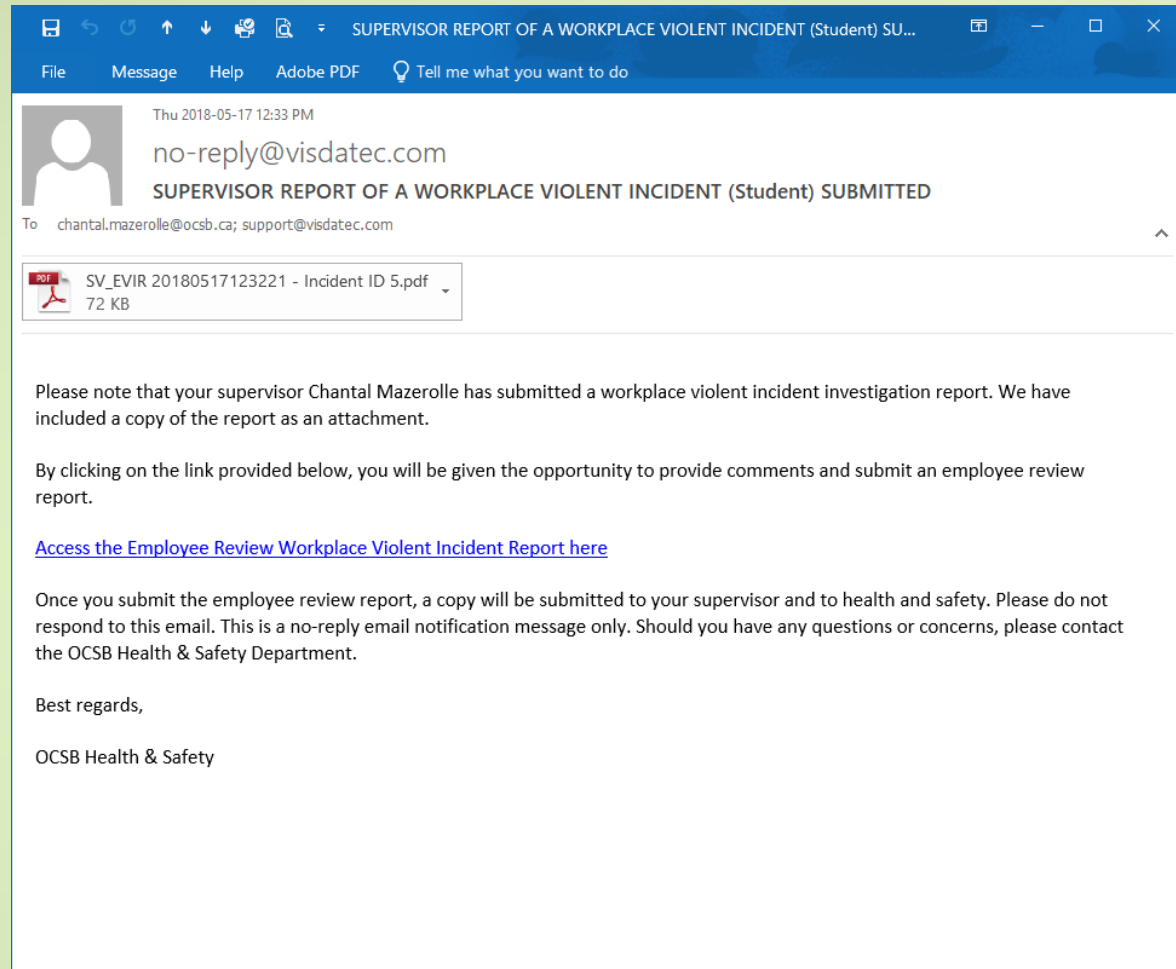 SUPERVISOR REPORT OF A WORKPLACE VIOLENT INCIDENT (Student) SU...
File Message Help Adobe PDF Tell me what you want to do
Thu 2018-05-17 12:33 PM
no-reply@visdatec.com
SUPERVISOR REPORT OF A WORKPLACE VIOLENT INCIDENT (Student) SUBMITTED
To chantal.mazerolle@ocsb.ca; support@visdatec.com
PDF
SV_EVIR 20180517123221 - Incident ID 5.pdf
72 KB
Please note that your supervisor Chantal Mazerolle has submitted a workplace violent incident investigation report. We have
included a copy of the report as an attachment.
By clicking on the link provided below, you will be given the opportunity to provide comments and submit an employee review
report.
Access the Employee Review Workplace Violent Incident Report here
Once you submit the employee review report, a copy will be submitted to your supervisor and to health and safety. Please do not
respond to this email. This is a no-reply email notification message only. Should you have any questions or concerns, please contact
the OCSB Health & Safety Department.
Best regards,
OCSB Health & Safety